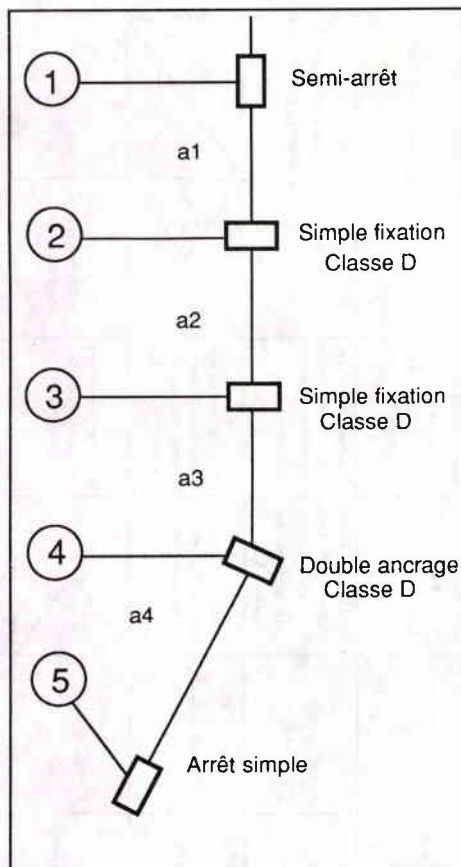 1
Semi-arrêt
a1
2
Simple fixation
Classe D
a2
3
Simple fixation
Classe D
a3
4
Double ancrage
Classe D
a4
5
Arrêt simple